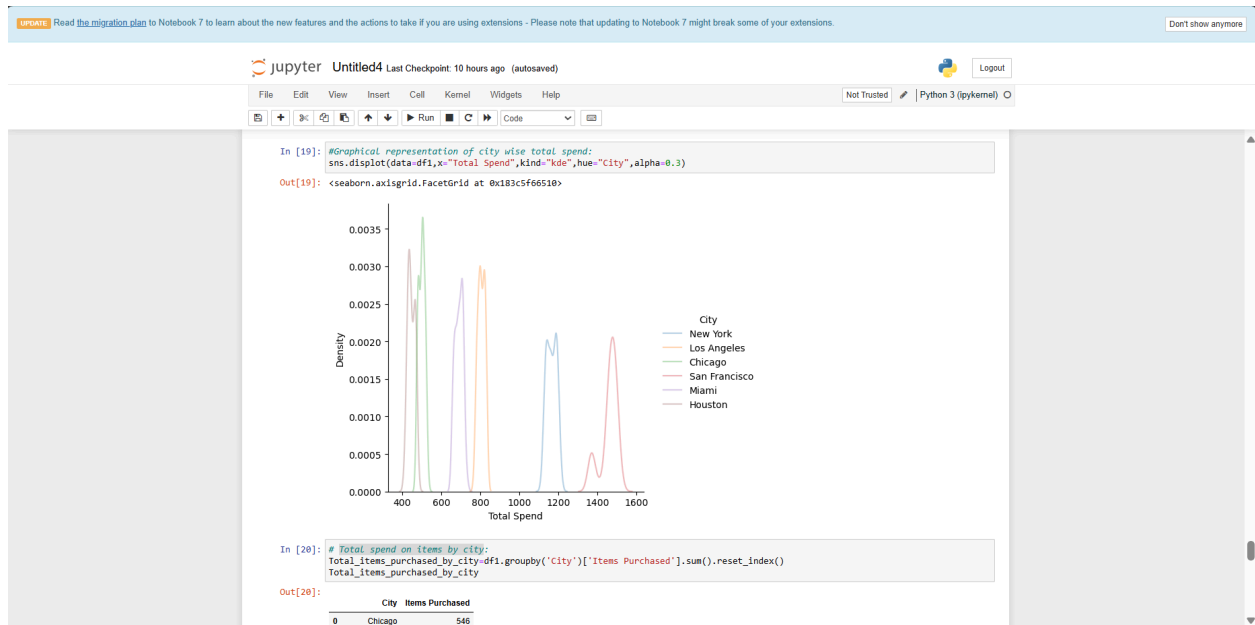 UPDATE Read the migration plan to Notebook 7 to learn about the new features and the actions to take if you are using extensions - Please note that updating to Notebook 7 might break some of your extensions.
Don't show anymore
jupyter Untitled4 Last Checkpoint: 10 hours ago (autosaved)
Logout
File Edit View Insert Cell Kernel Widgets Help
Not Trusted
Python 3 (ipykernel)
Run
Code
In [19]: #Graphical representation of city wise total spend:
sns.displot(data=df1,x="Total Spend",kind="kde",hue="City",alpha=0.3)
Out[19]: <seaborn.axisgrid.FacetGrid at 0x183c5f66510>
0.0035
0.0030
0.0025
0.0020
0.0015
0.0010
0.0005
0.0000
Density
400 600 800 1000 1200 1400 1600
Total Spend
City
New York
Los Angeles
Chicago
San Francisco
Miami
Houston
In [20]: # Total spend on items by city:
Total_items_purchased_by_city=df1.groupby('City')['Items Purchased'].sum().reset_index()
Total_items_purchased_by_city
Out[20]:
City Items Purchased
0 Chicago 546